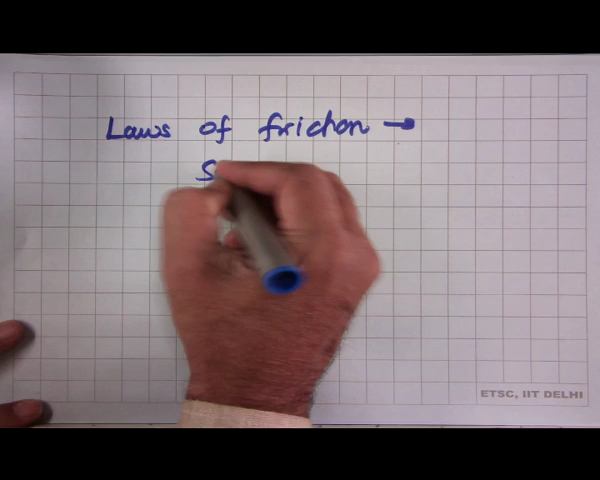 Laws of friction →
S
ETSC, IIT DELHI